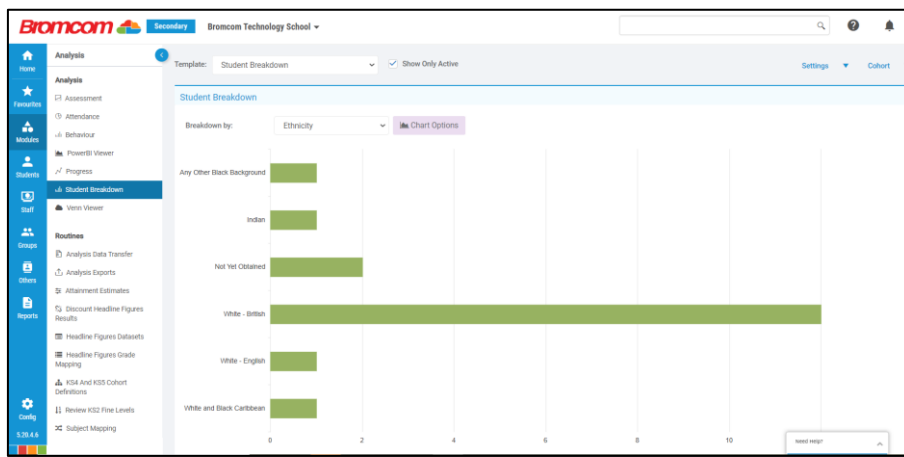 Bromcom
Secondary
Bromcom Technology School
Home
Favourites
Modules
Students
Staff
Groups
Others
Reports
Config
5.20.4.6
Analysis
Analysis
Assessment
Attendance
Behaviour
PowerBI Viewer
Progress
Student Breakdown
Venn Viewer
Routines
Analysis Data Transfer
Analysis Exports
Attainment Estimates
Discount Headline Figures
Results
Headline Figures Datasets
Headline Figures Grade
Mapping
KS4 And KS5 Cohort
Definitions
Review KS2 Fine Levels
Subject Mapping
Template: Student Breakdown Show Only Active Settings Cohort
Student Breakdown
Breakdown by: Ethnicity Chart Options
Any Other Black Background
Indian
Not Yet Obtained
White - British
White - English
White and Black Caribbean
0 2 4 6 8 10
Need Help?